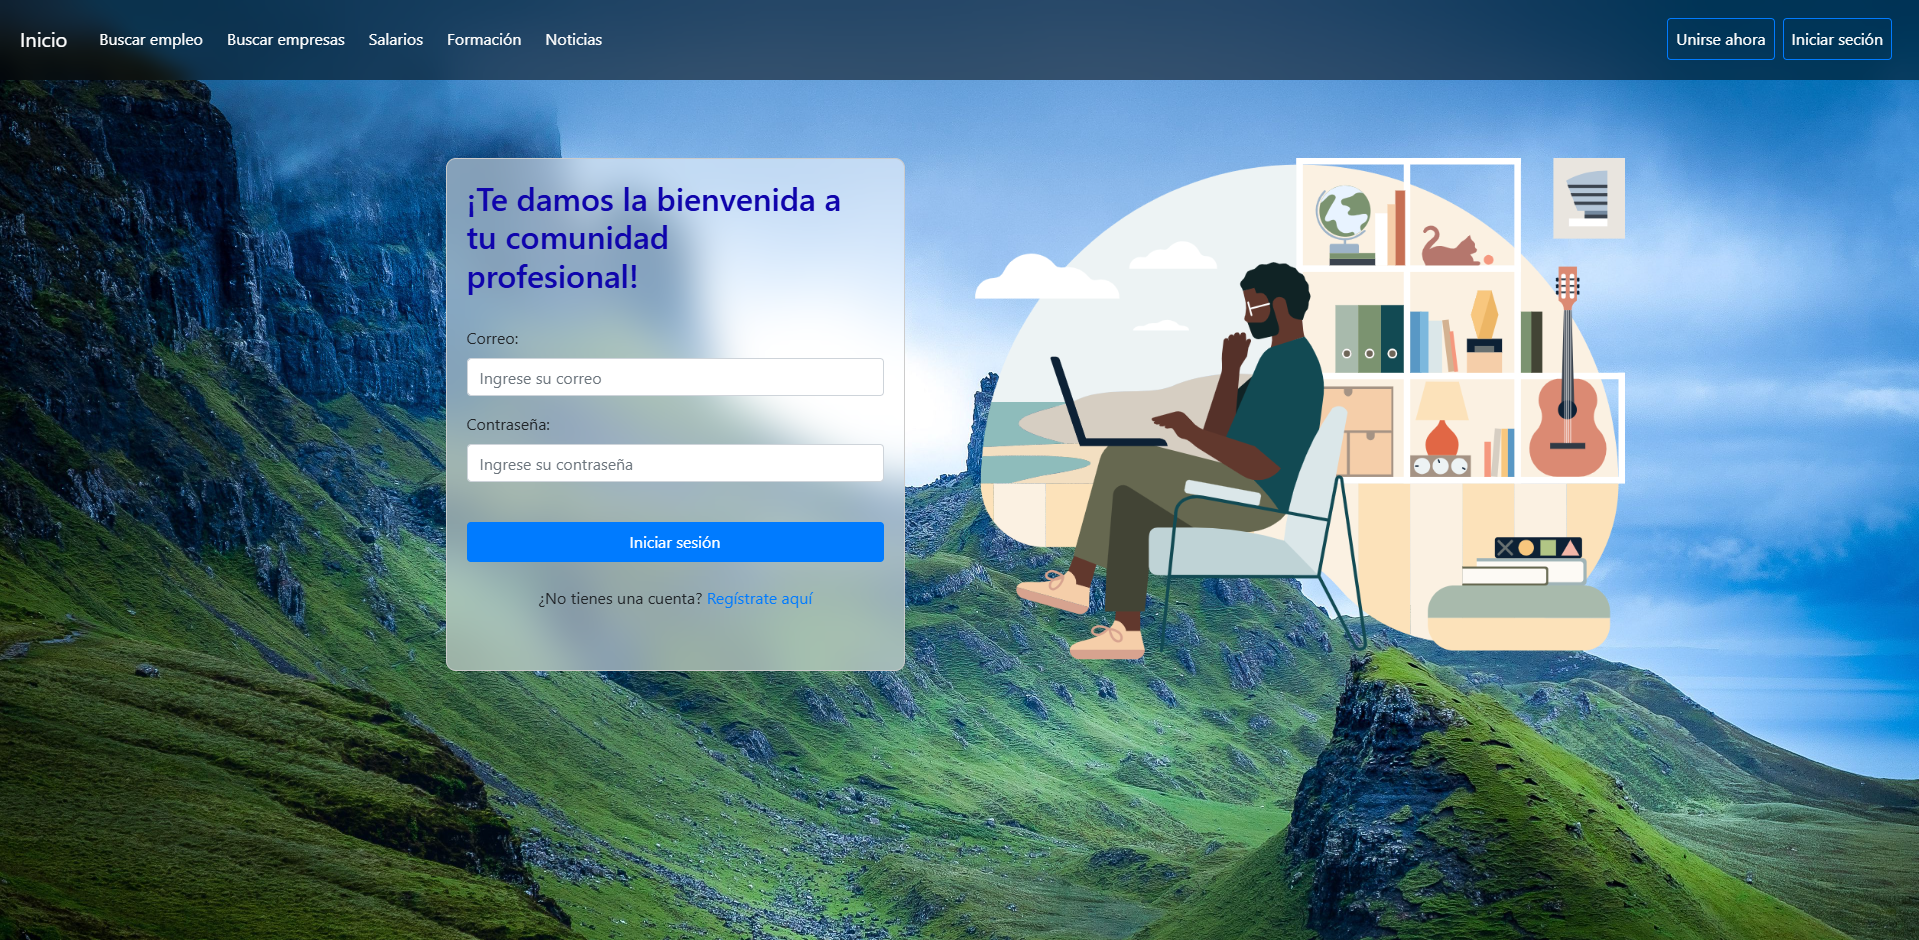 Inicio Buscar empleo Buscar empresas Salarios Formación Noticias Unirse ahora Iniciar seción
¡Te damos la bienvenida a
tu comunidad
profesional!
Correo:
Ingrese su correo
Contraseña:
Ingrese su contraseña
Iniciar sesión
¿No tienes una cuenta? Regístrate aquí